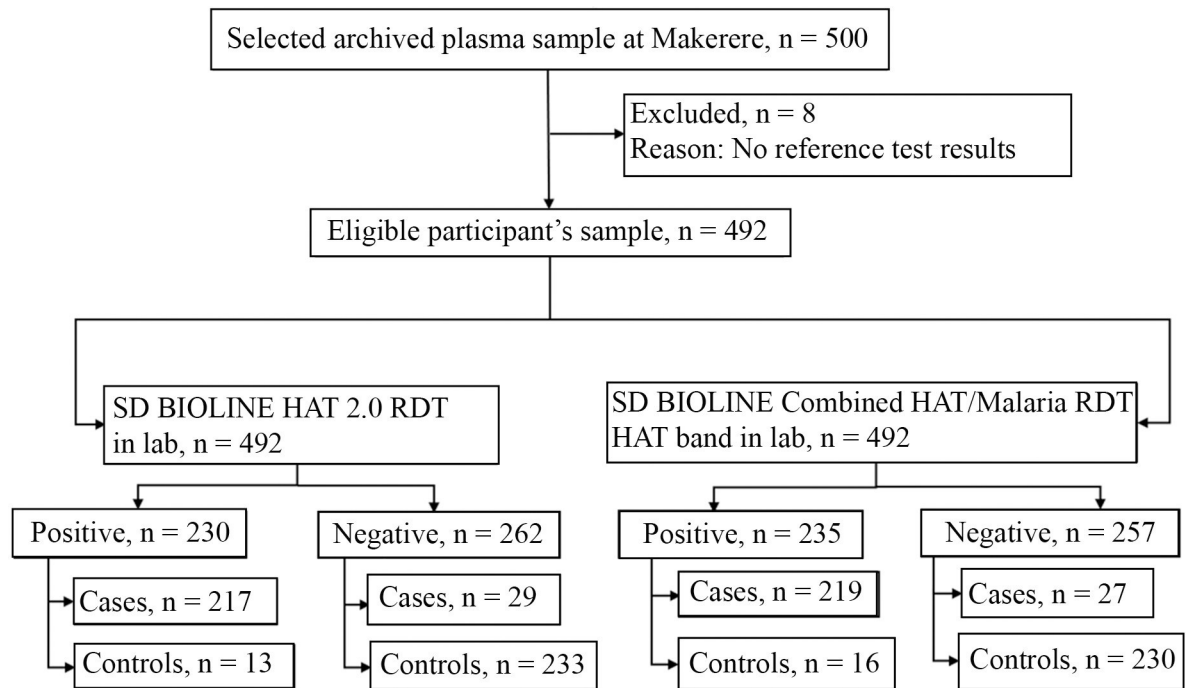 Selected archived plasma sample at Makerere, n = 500
Excluded, n = 8
Reason: No reference test results
Eligible participant's sample, n = 492
SD BIOLINE HAT 2.0 RDT
in lab, n = 492
SD BIOLINE Combined HAT/Malaria RDT
HAT band in lab, n = 492
Positive, n = 230
Negative, n = 262
Positive, n = 235
Negative, n = 257
Cases, n = 217
Cases, n = 29
Cases, n = 219
Cases, n = 27
Controls, n = 13
Controls, n = 233
Controls, n = 16
Controls, n = 230